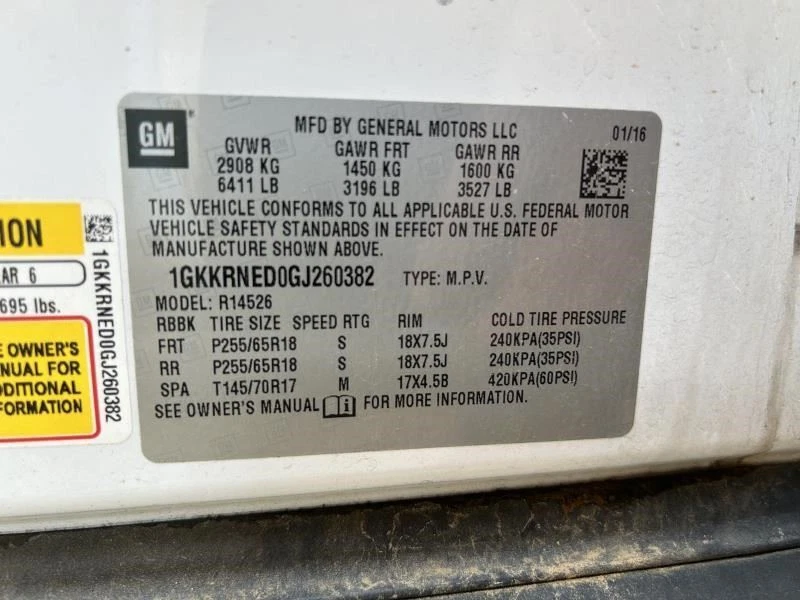 GM
MFD BY GENERAL MOTORS LLC 01/16
GVWR GAWR FRT GAWR RR
2908 KG 1450 KG 1600 KG
6411 LB 3196 LB 3527 LB
THIS VEHICLE CONFORMS TO ALL APPLICABLE U.S. FEDERAL MOTOR
VEHICLE SAFETY STANDARDS IN EFFECT ON THE DATE OF
MANUFACTURE SHOWN ABOVE.
1GKKRNED0GJ260382 TYPE: M.P.V.
MODEL: R14526
RBBK TIRE SIZE SPEED RTG RIM COLD TIRE PRESSURE
FRT P255/65R18 S 18X7.5J 240KPA(35PSI)
RR P255/65R18 S 18X7.5J 240KPA(35PSI)
SPA T145/70R17 M 17X4.5B 420KPA(60PSI)
SEE OWNER'S MANUAL FOR MORE INFORMATION.
ION
AR 6
695 lbs.
E OWNER'S
NUAL FOR
DDITIONAL
FORMATION
1GKKRNED0GJ260382